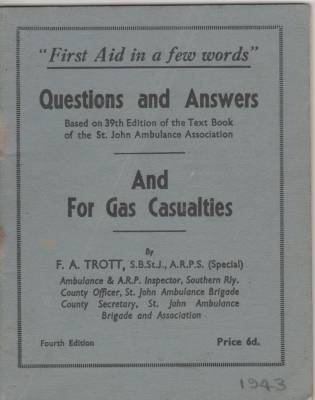 "First Aid in a few words"
Questions and Answers
Based on 39th Edition of the Text Book
of the St. John Ambulance Association
And
For Gas Casualties
By
F. A. TROTT, S.B.St.J., A.R.P.S. (Special)
Ambulance & A.R.P. Inspector, Southern Rly.
County Officer, St. John Ambulance Brigade
County Secretary, St. John Ambulance
Brigade and Association
Fourth Edition Price 6d.
1943